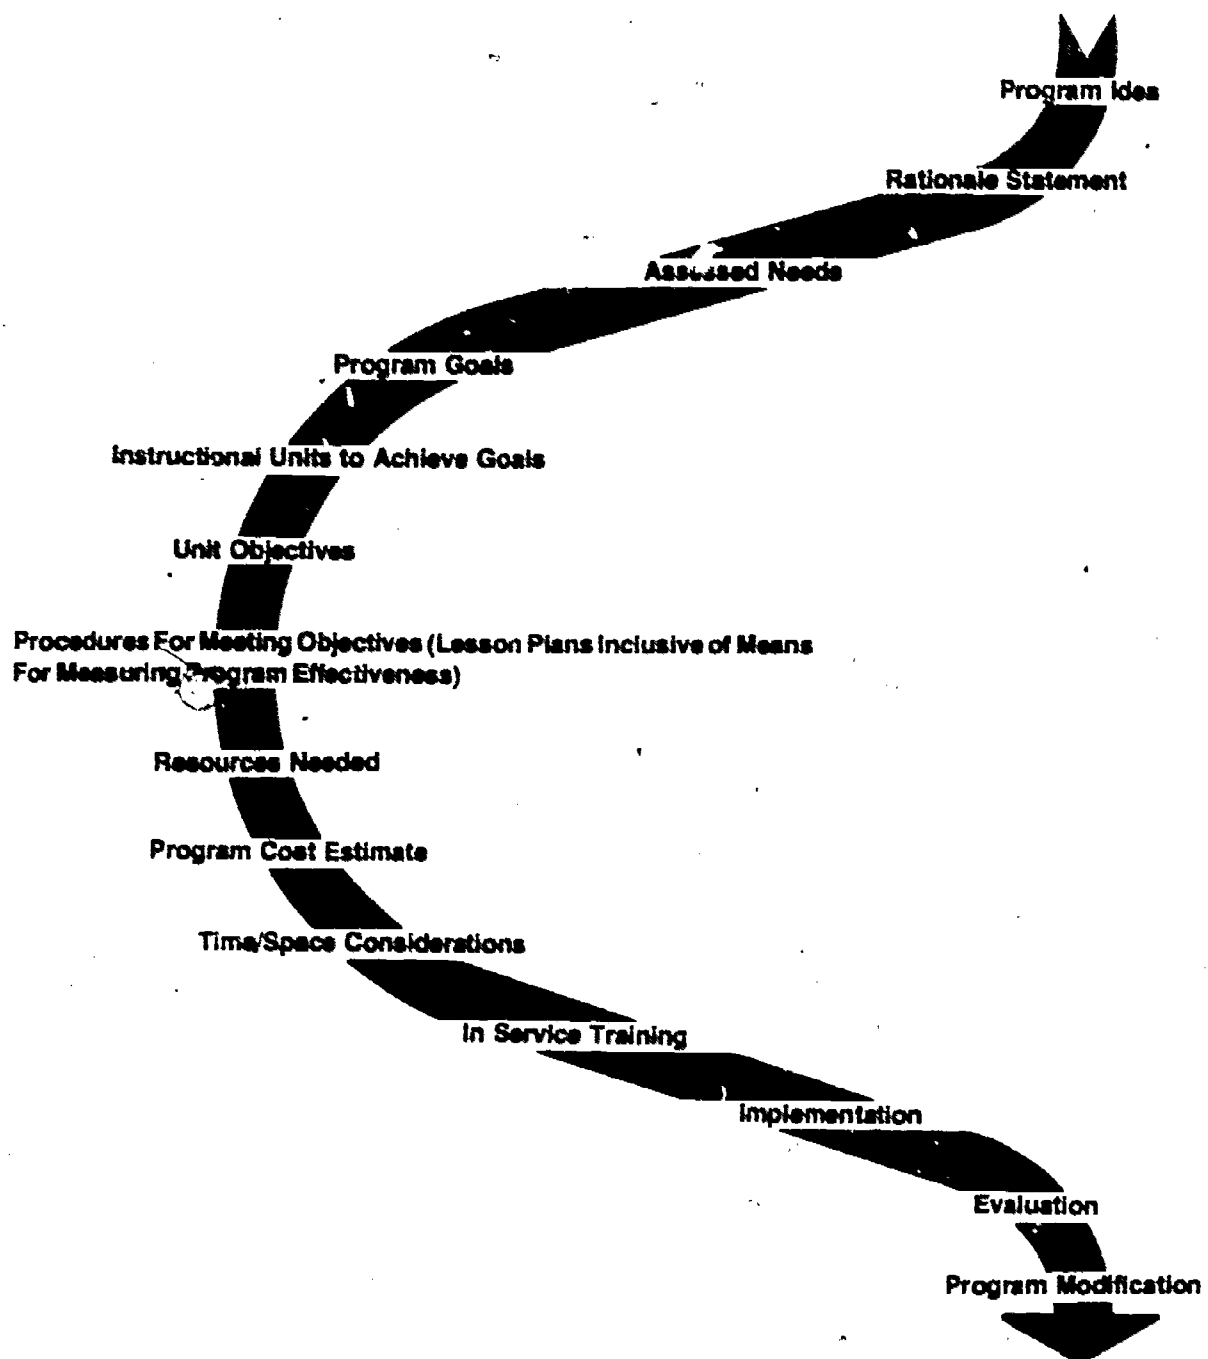 Program Idea
Rationale Statement
Assessed Needs
Program Goals
Instructional Units to Achieve Goals
Unit Objectives
Procedures For Meeting Objectives (Lesson Plans Inclusive of Means
For Measuring Program Effectiveness)
Resources Needed
Program Cost Estimate
Time/Space Considerations
In Service Training
Implementation
Evaluation
Program Modification